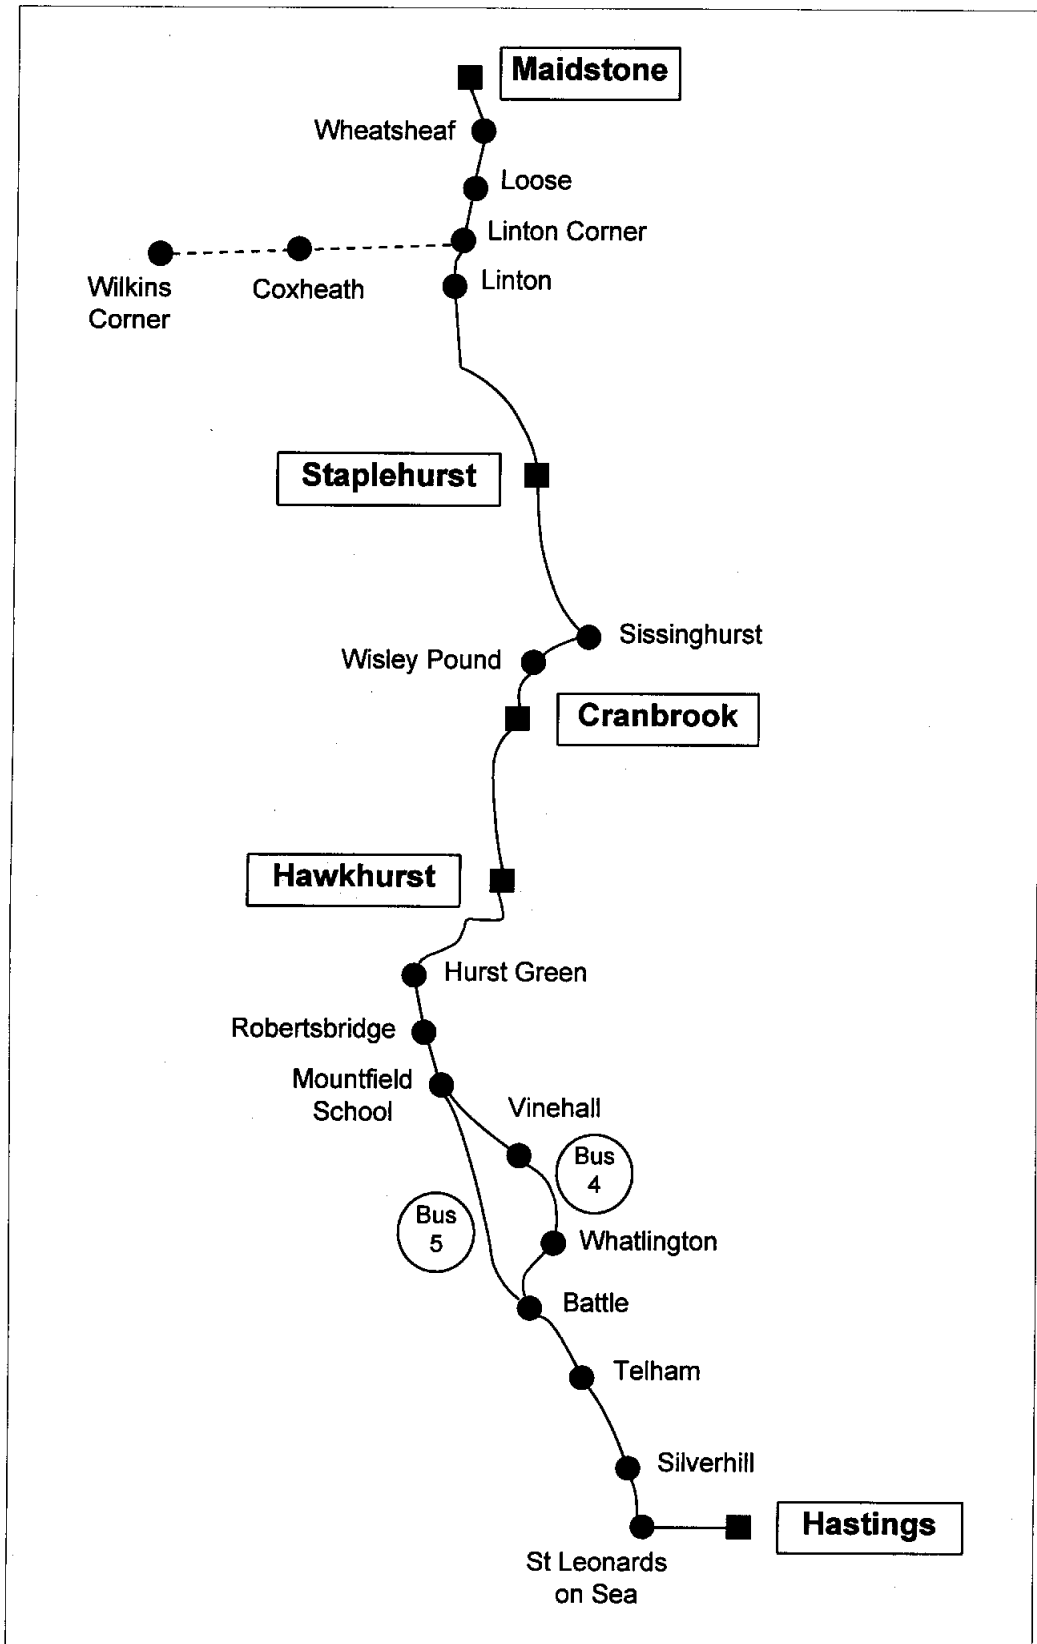 Maidstone
Wheatsheaf
Loose
Linton Corner
Wilkins
Corner
Coxheath
Linton
Staplehurst
Sissinghurst
Wisley Pound
Cranbrook
Hawkhurst
Hurst Green
Robertsbridge
Mountfield
School
Vinehall
Bus
4
Bus
5
Whatlington
Battle
Telham
Silverhill
St Leonards
on Sea
Hastings